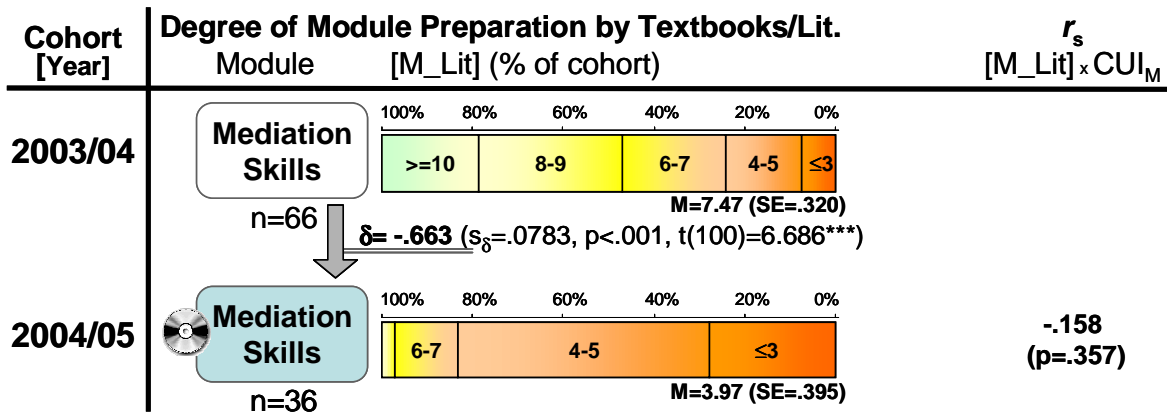 Cohort [Year]
Degree of Module Preparation by Textbooks/Lit.
Module [M_Lit] (% of cohort)
rs
[M_Lit] x CUIM
2003/04
Mediation Skills
n=66
100% 80% 60% 40% 20% 0%
>=10 8-9 6-7 4-5 ≤3
M=7.47 (SE=.320)
δ= -.663 (sδ=.0783, p<.001, t(100)=6.686***)
2004/05
Mediation Skills
n=36
100% 80% 60% 40% 20% 0%
6-7 4-5 ≤3
M=3.97 (SE=.395)
-.158
(p=.357)